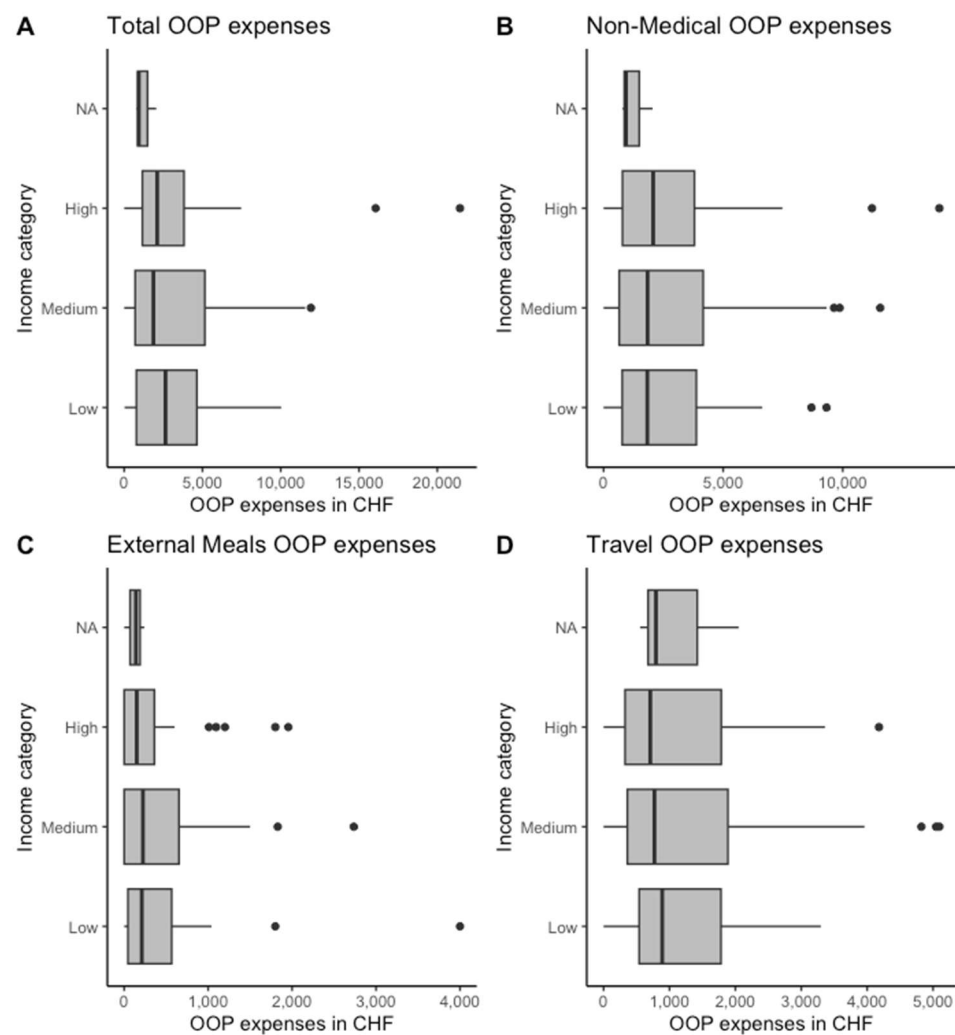 A Total OOP expenses
Income category
NA
High
Medium
Low
0 5,000 10,000 15,000 20,000
OOP expenses in CHF
B Non-Medical OOP expenses
Income category
NA
High
Medium
Low
0 5,000 10,000
OOP expenses in CHF
C External Meals OOP expenses
Income category
NA
High
Medium
Low
0 1,000 2,000 3,000 4,000
OOP expenses in CHF
D Travel OOP expenses
Income category
NA
High
Medium
Low
0 1,000 2,000 3,000 4,000 5,000
OOP expenses in CHF